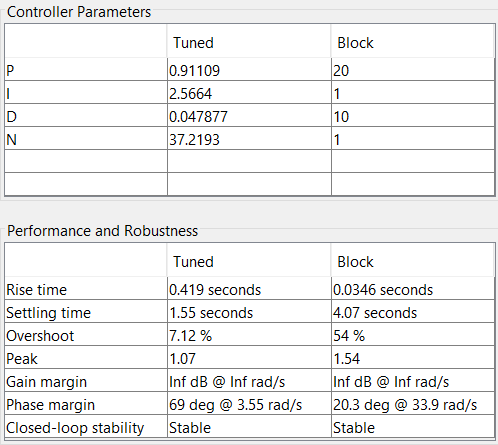 Controller Parameters
Tuned Block
P 0.91109 20
I 2.5664 1
D 0.047877 10
N 37.2193 1
Performance and Robustness
Tuned Block
Rise time 0.419 seconds 0.0346 seconds
Settling time 1.55 seconds 4.07 seconds
Overshoot 7.12 % 54 %
Peak 1.07 1.54
Gain margin Inf dB @ Inf rad/s Inf dB @ Inf rad/s
Phase margin 69 deg @ 3.55 rad/s 20.3 deg @ 33.9 rad/s
Closed-loop stability Stable Stable